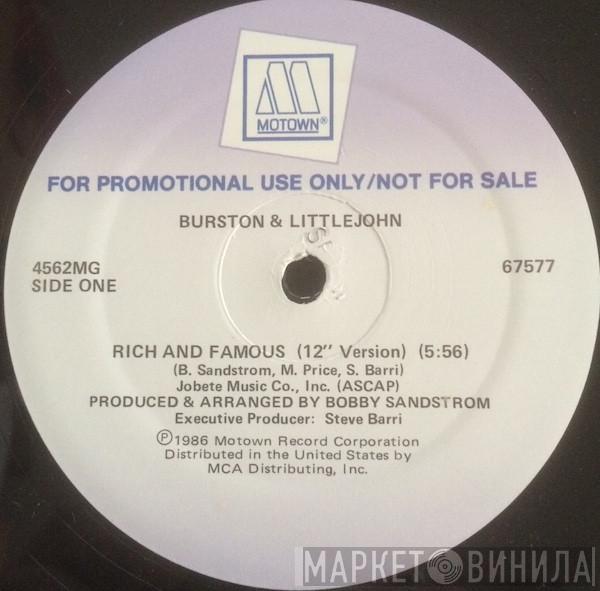 MOTOWN®
FOR PROMOTIONAL USE ONLY/NOT FOR SALE
BURSTON & LITTLEJOHN
4562MG
SIDE ONE
67577
RICH AND FAMOUS (12" Version) (5:56)
(B. Sandstrom, M. Price, S. Barri)
Jobete Music Co., Inc. (ASCAP)
PRODUCED & ARRANGED BY BOBBY SANDSTROM
Executive Producer: Steve Barri
℗1986 Motown Record Corporation
Distributed in the United States by
MCA Distributing, Inc.
МАРКЕТ ВИНИЛА